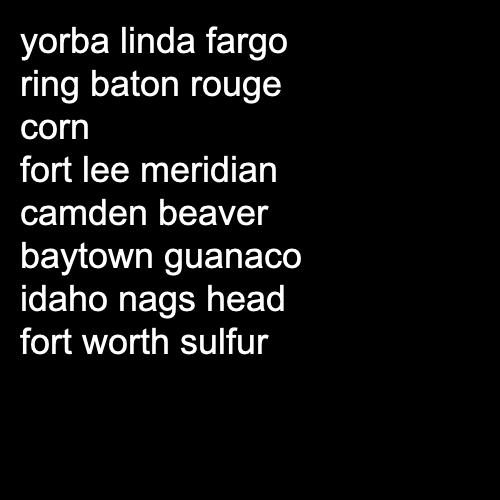 yorba linda fargo
ring baton rouge
corn
fort lee meridian
camden beaver
baytown guanaco
idaho nags head
fort worth sulfur